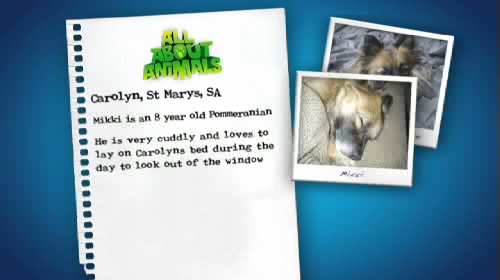 ALL
ABOUT
ANIMALS
Carolyn, St Marys, SA
Mikki is an 8 year old Pommeranian
He is very cuddly and loves to
lay on Carolyns bed during the
day to look out of the window
Mikki